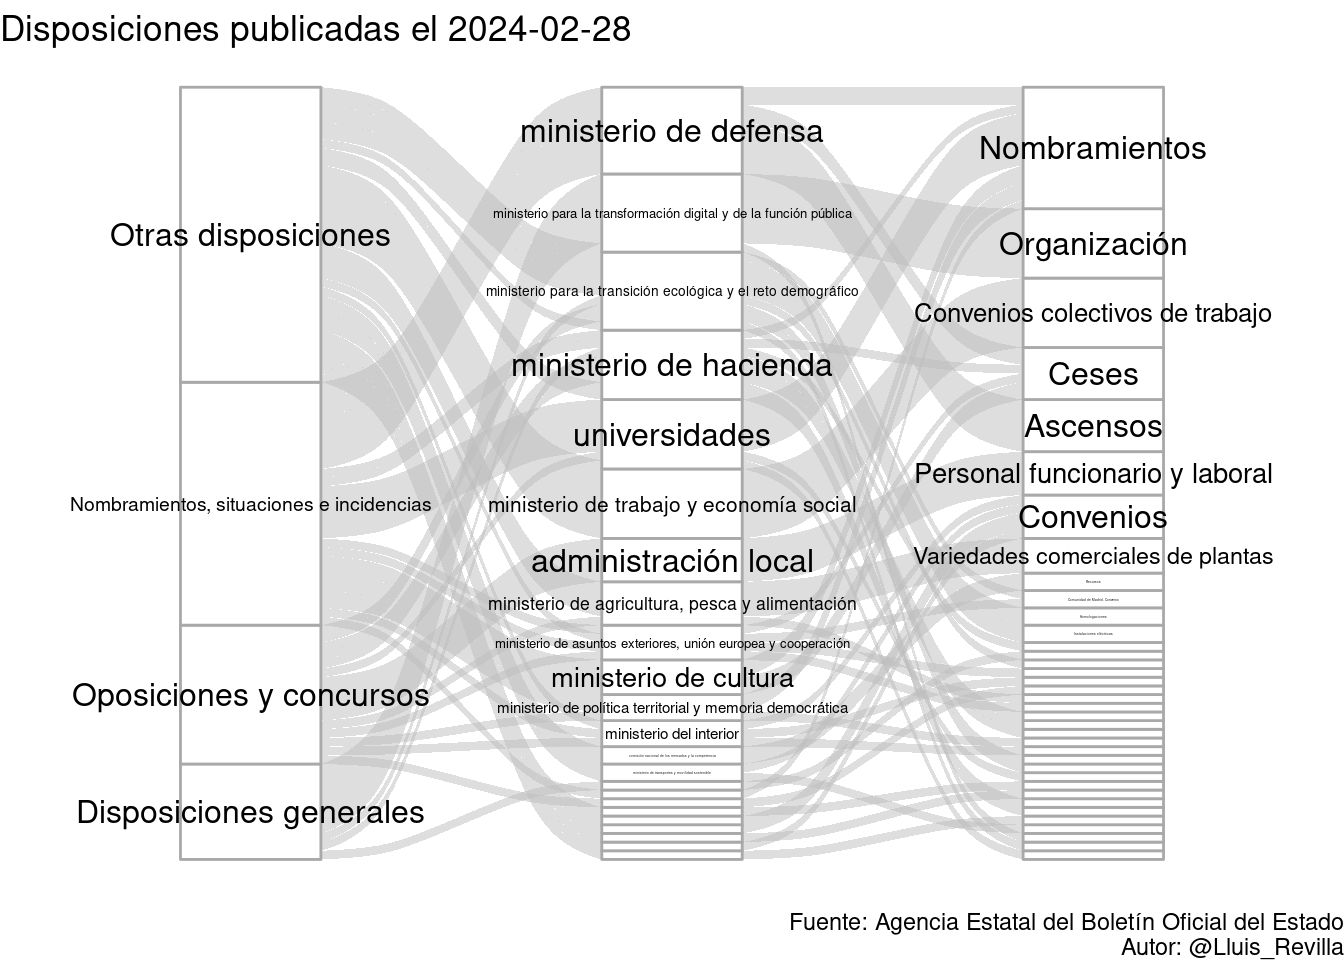 Disposiciones publicadas el 2024-02-28
Otras disposiciones
Nombramientos, situaciones e incidencias
Oposiciones y concursos
Disposiciones generales
ministerio de defensa
ministerio para la transformación digital y de la función pública
ministerio para la transición ecológica y el reto demográfico
ministerio de hacienda
universidades
ministerio de trabajo y economía social
administración local
ministerio de agricultura, pesca y alimentación
ministerio de asuntos exteriores, unión europea y cooperación
ministerio de cultura
ministerio de política territorial y memoria democrática
ministerio del interior
comisión nacional de los mercados y la competencia
ministerio de transportes y movilidad sostenible
Nombramientos
Organización
Convenios colectivos de trabajo
Ceses
Ascensos
Personal funcionario y laboral
Convenios
Variedades comerciales de plantas
Recursos
Comunidad de Madrid. Convenio
Homologaciones
Instalaciones eléctricas
Fuente: Agencia Estatal del Boletín Oficial del Estado
Autor: @Lluis_Revilla